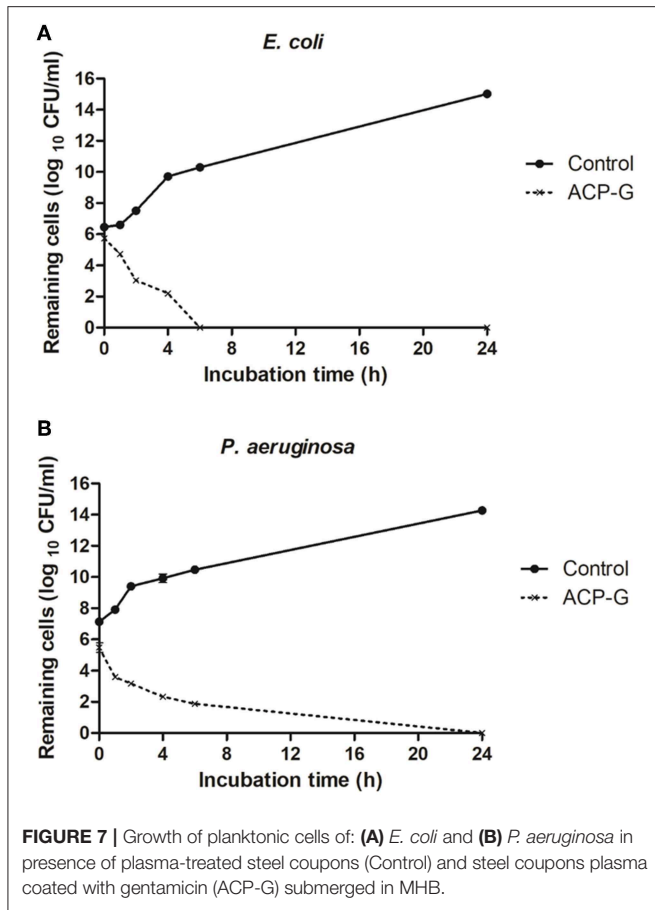 A
E. coli
Remaining cells (log 10 CFU/ml)
16
14
12
10
8
6
4
2
0
0 4 8 12 16 20 24
Incubation time (h)
Control
ACP-G
B
P. aeruginosa
Remaining cells (log 10 CFU/ml)
16
14
12
10
8
6
4
2
0
0 4 8 12 16 20 24
Incubation time (h)
Control
ACP-G
FIGURE 7 | Growth of planktonic cells of: (A) E. coli and (B) P. aeruginosa in
presence of plasma-treated steel coupons (Control) and steel coupons plasma
coated with gentamicin (ACP-G) submerged in MHB.